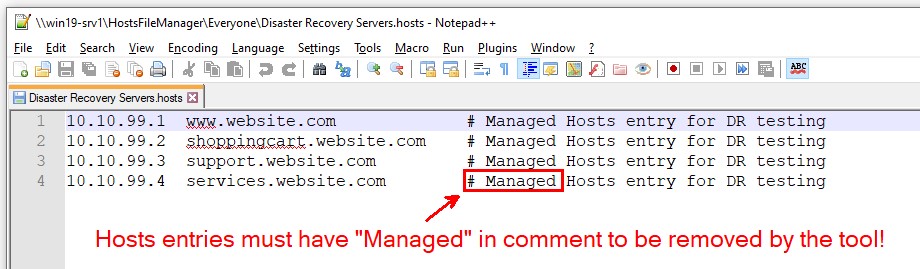 \\win19-srv1\HostsFileManager\Everyone\Disaster Recovery Servers.hosts - Notepad++
File Edit Search View Encoding Language Settings Tools Macro Run Plugins Window ?
ABC
Disaster Recovery Servers.hosts
1 10.10.99.1 www.website.com # Managed Hosts entry for DR testing
2 10.10.99.2 shoppingcart.website.com # Managed Hosts entry for DR testing
3 10.10.99.3 support.website.com # Managed Hosts entry for DR testing
4 10.10.99.4 services.website.com # Managed Hosts entry for DR testing
Hosts entries must have "Managed" in comment to be removed by the tool!